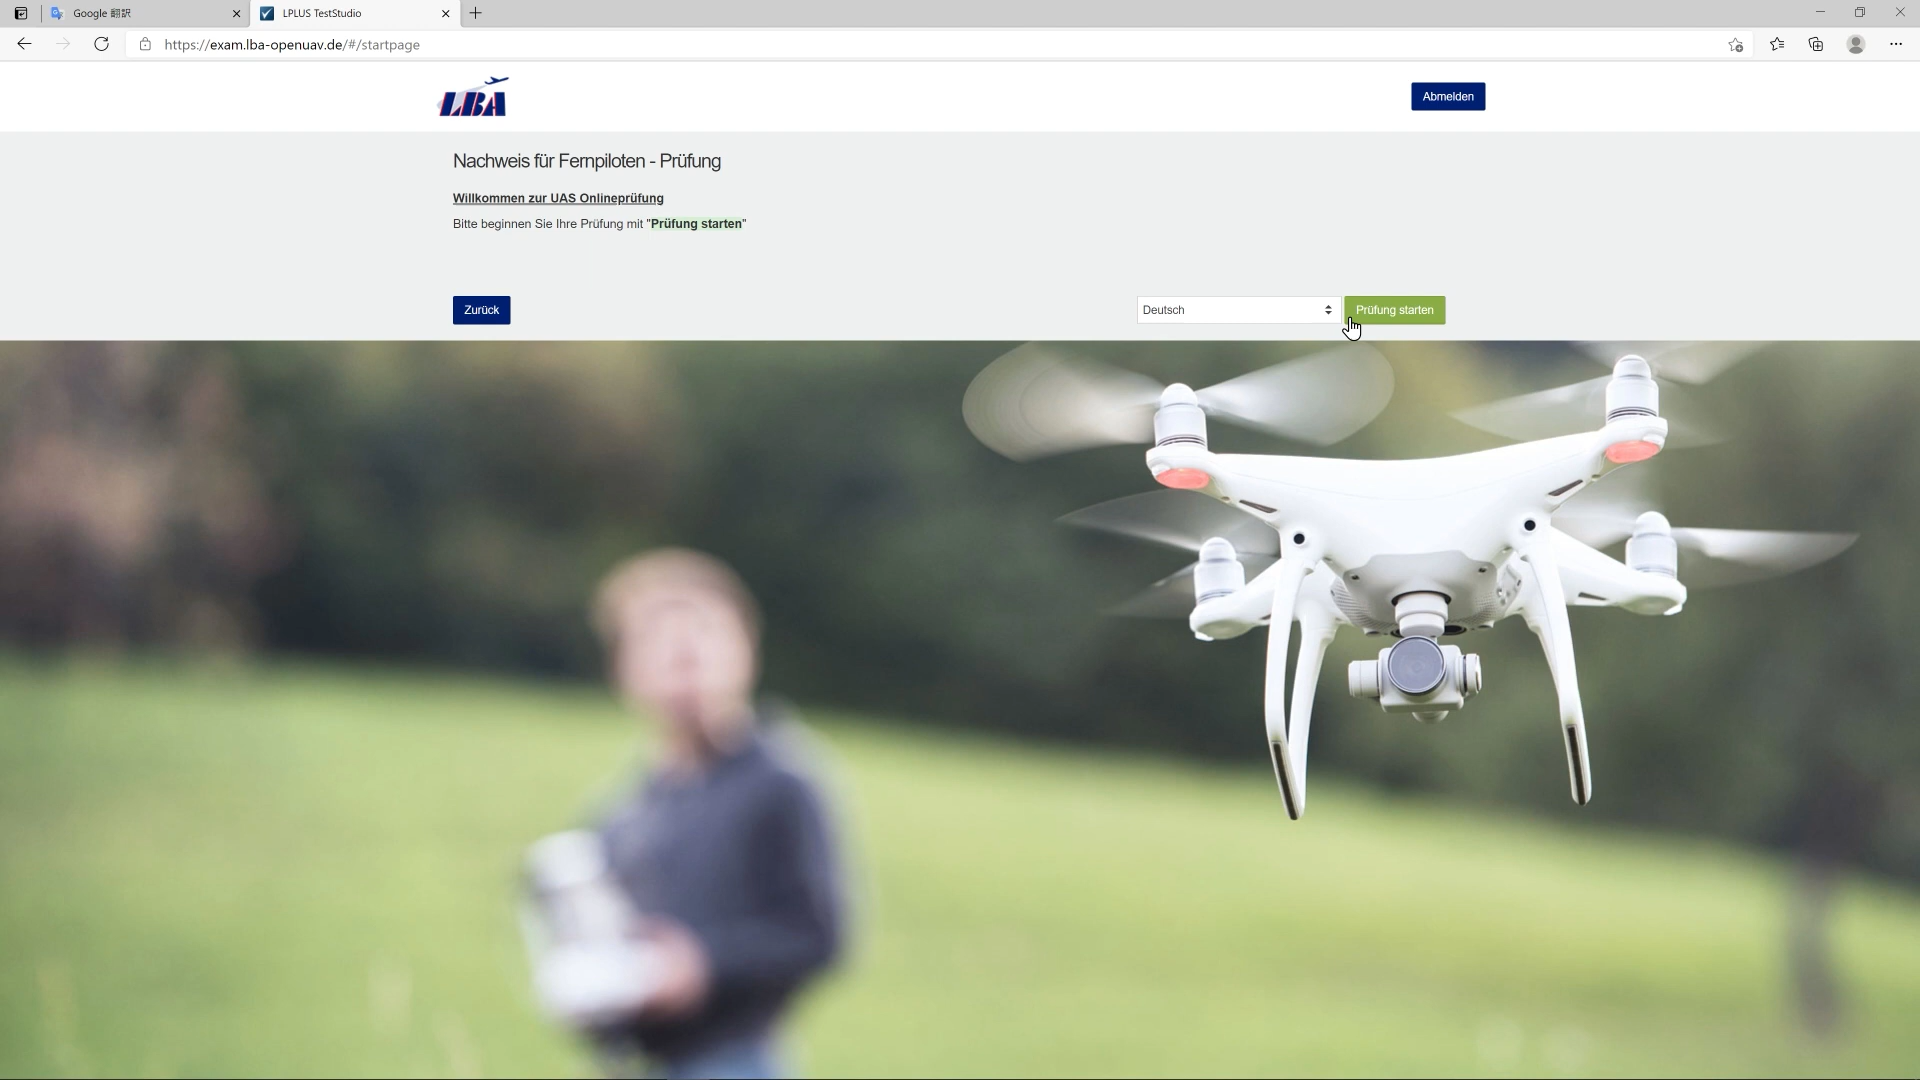 Google 翻訳
LPLUS TestStudio
https://exam.lba-openuav.de/#/startpage
LBA
Abmelden
Nachweis für Fernpiloten - Prüfung
Willkommen zur UAS Onlineprüfung
Bitte beginnen Sie Ihre Prüfung mit "Prüfung starten"
Zurück
Deutsch
Prüfung starten